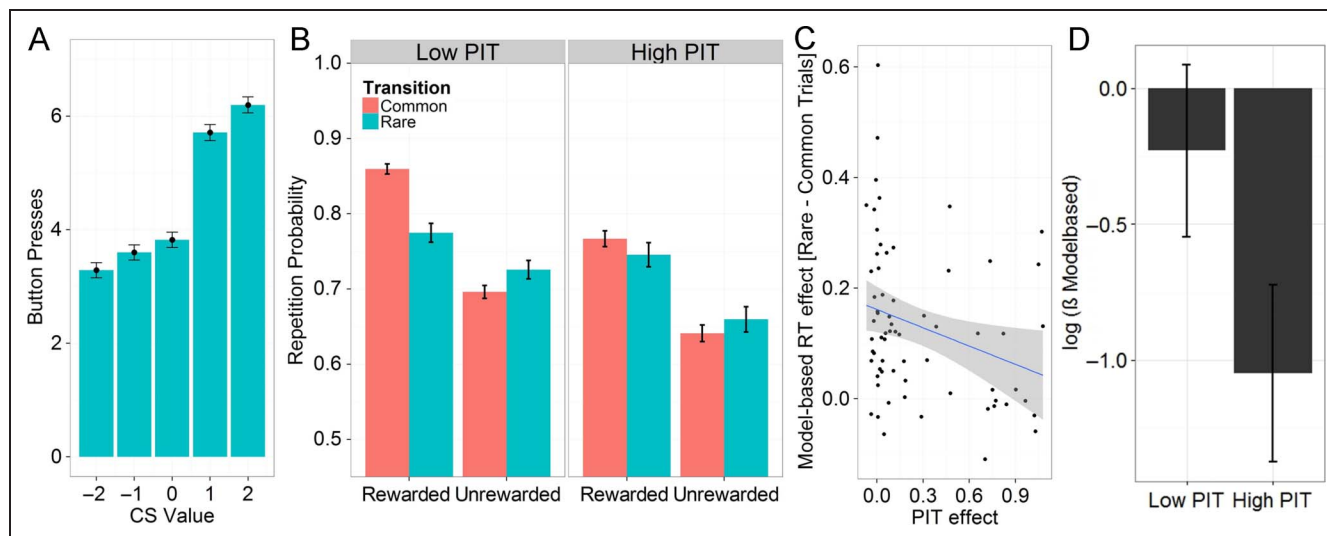 A
Button Presses
6
4
2
0
−2 −1 0 1 2
CS Value
B
Low PIT High PIT
Repetition Probability
1.0
0.9
0.8
0.7
0.6
0.5
Transition
Common
Rare
Rewarded Unrewarded Rewarded Unrewarded
C
Model-based RT effect [Rare - Common Trials]
0.6
0.4
0.2
0.0
0.0 0.3 0.6 0.9
PIT effect
D
log (ß Modelbased)
0.0
−0.5
−1.0
Low PIT High PIT